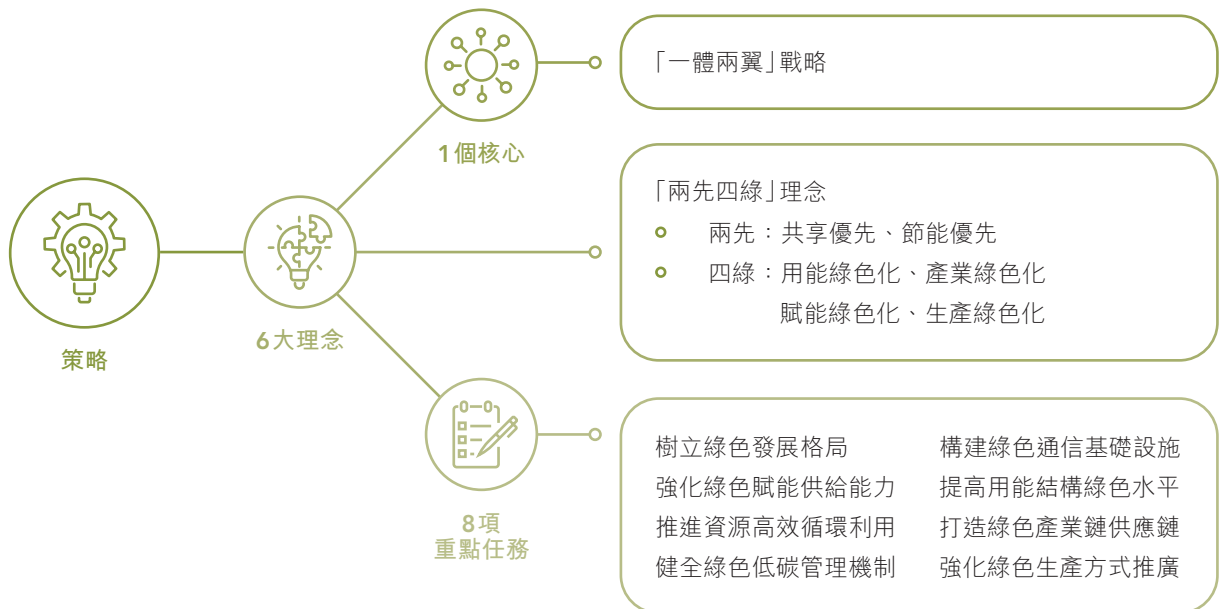 策略
6大理念
1個核心
「一體兩翼」戰略
「兩先四綠」理念
兩先：共享優先、節能優先
四綠：用能綠色化、產業綠色化
賦能綠色化、生產綠色化
8項
重點任務
樹立綠色發展格局
構建綠色通信基礎設施
強化綠色賦能供給能力
提高用能結構綠色水平
推進資源高效循環利用
打造綠色產業鏈供應鏈
健全綠色低碳管理機制
強化綠色生產方式推廣